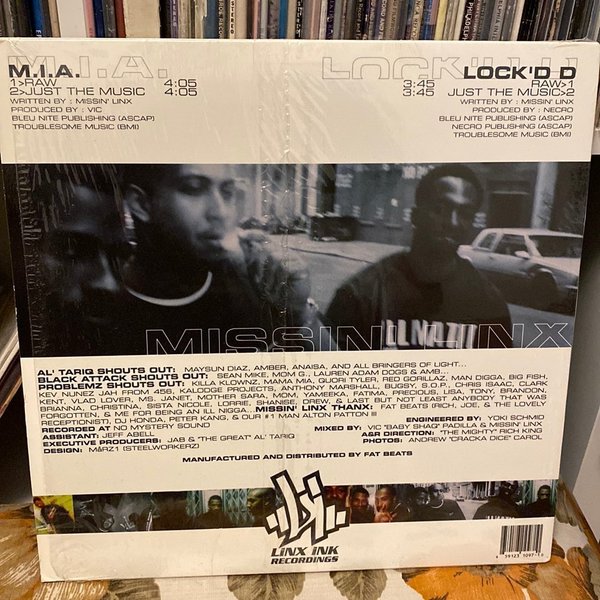 M.I.A.
1>RAW 4:05
2>JUST THE MUSIC 4:05
WRITTEN BY : MISSIN' LINX
PRODUCED BY : VIC
BLEU NITE PUBLISHING (ASCAP)
TROUBLESOME MUSIC (BMI)
LOCK'D D
3:45 RAW>1
3:45 JUST THE MUSIC>2
WRITTEN BY : MISSIN' LINX
PRODUCED BY : NECRO
BLEU NITE PUBLISHING (ASCAP)
NECRO PUBLISHING (ASCAP)
TROUBLESOME MUSIC (BMI)
MISSIN' LINX
AL' TARIQ SHOUTS OUT: MAYSUN DIAZ, AMBER, ANAISA, AND ALL BRINGERS OF LIGHT...
BLACK ATTACK SHOUTS OUT: SEAN MIKE, MOM G., LAUREN ADAM DOGS & AMB...
PROBLEMZ SHOUTS OUT: KILLA KLOWNZ, MAMA MIA, QUORI TYLER, RED GORILLAZ, MAN DIGGA, BIG FISH,
KEV NUNEZ JAH FROM 456, KALODGE PROJECTS, ANTHONY MARSHALL, BUGSY, S.O.P., CHRIS ISAAC, CLARK
KENT, VLAD LOVER, MS. JANET, MOTHER SARA, MOM, YAMEEKA, FATIMA, PRECIOUS, LISA, TONY, BRANDON,
BRIANNA, CHRISTINA, SISTA NICOLE, LORRIE, SHANISE, DREW, & LAST BUT NOT LEAST ANYBODY THAT WAS
FORGOTTEN, & ME FOR BEING AN ILL NIGGA...MISSIN' LINX THANX: FAT BEATS (RICH, JOE, & THE LOVELY
RECEPTIONIST), DJ HONDA, PETER KANG, & OUR #1 MAN ALTON PATTON III
RECORDED AT NO MYSTERY SOUND
ASSISTANT: JEFF ABELL
EXECUTIVE PRODUCERS: JAB & "THE GREAT" AL' TARIQ
DESIGN: MARZ1 (STEELWORKERZ)
ENGINEERED BY: YOKI SCHMID
MIXED BY: VIC "BABY SHAQ" PADILLA & MISSIN' LINX
A&R DIRECTION: "THE MIGHTY" RICH KING
PHOTOS: ANDREW "CRACKA DICE" CAROL
MANUFACTURED AND DISTRIBUTED BY FAT BEATS
LINX INK
RECORDINGS